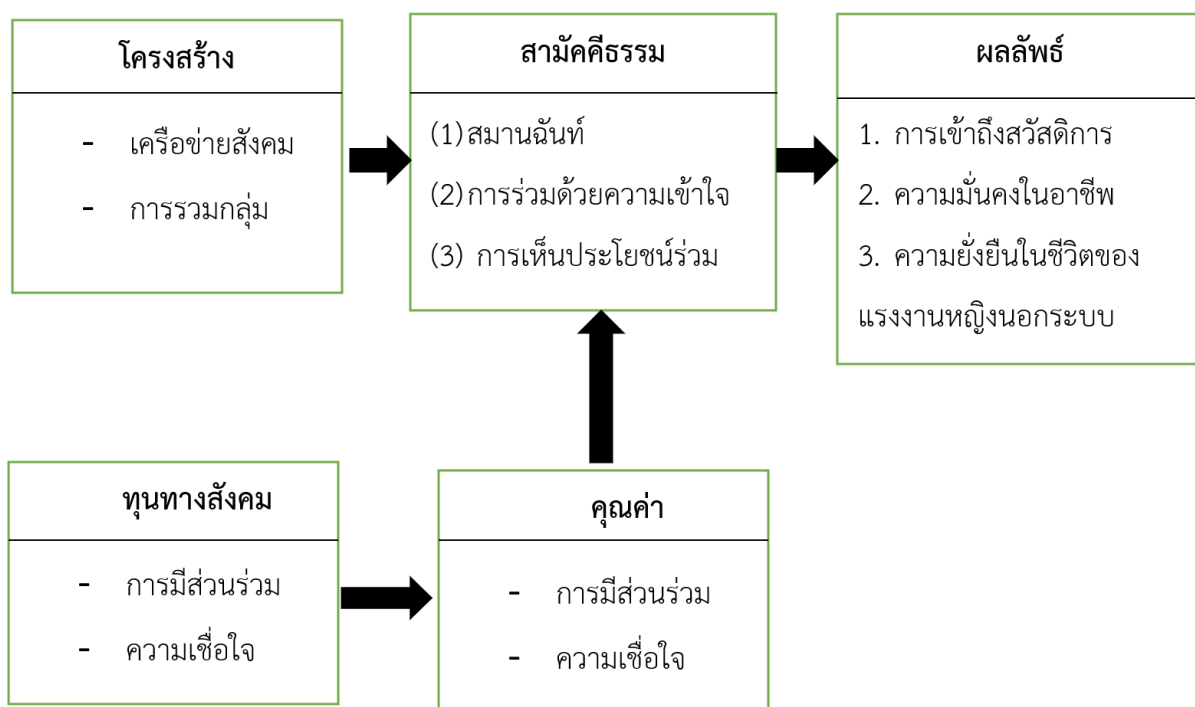 โครงสร้าง
- เครือข่ายสังคม
- การรวมกลุ่ม
สามัคคีธรรม
(1)สมานฉันท์
(2)การร่วมด้วยความเข้าใจ
(3) การเห็นประโยชน์ร่วม
ผลลัพธ์
1. การเข้าถึงสวัสดิการ
2. ความมั่นคงในอาชีพ
3. ความยั่งยืนในชีวิตของ
แรงงานหญิงนอกระบบ
ทุนทางสังคม
- การมีส่วนร่วม
- ความเชื่อใจ
คุณค่า
- การมีส่วนร่วม
- ความเชื่อใจ